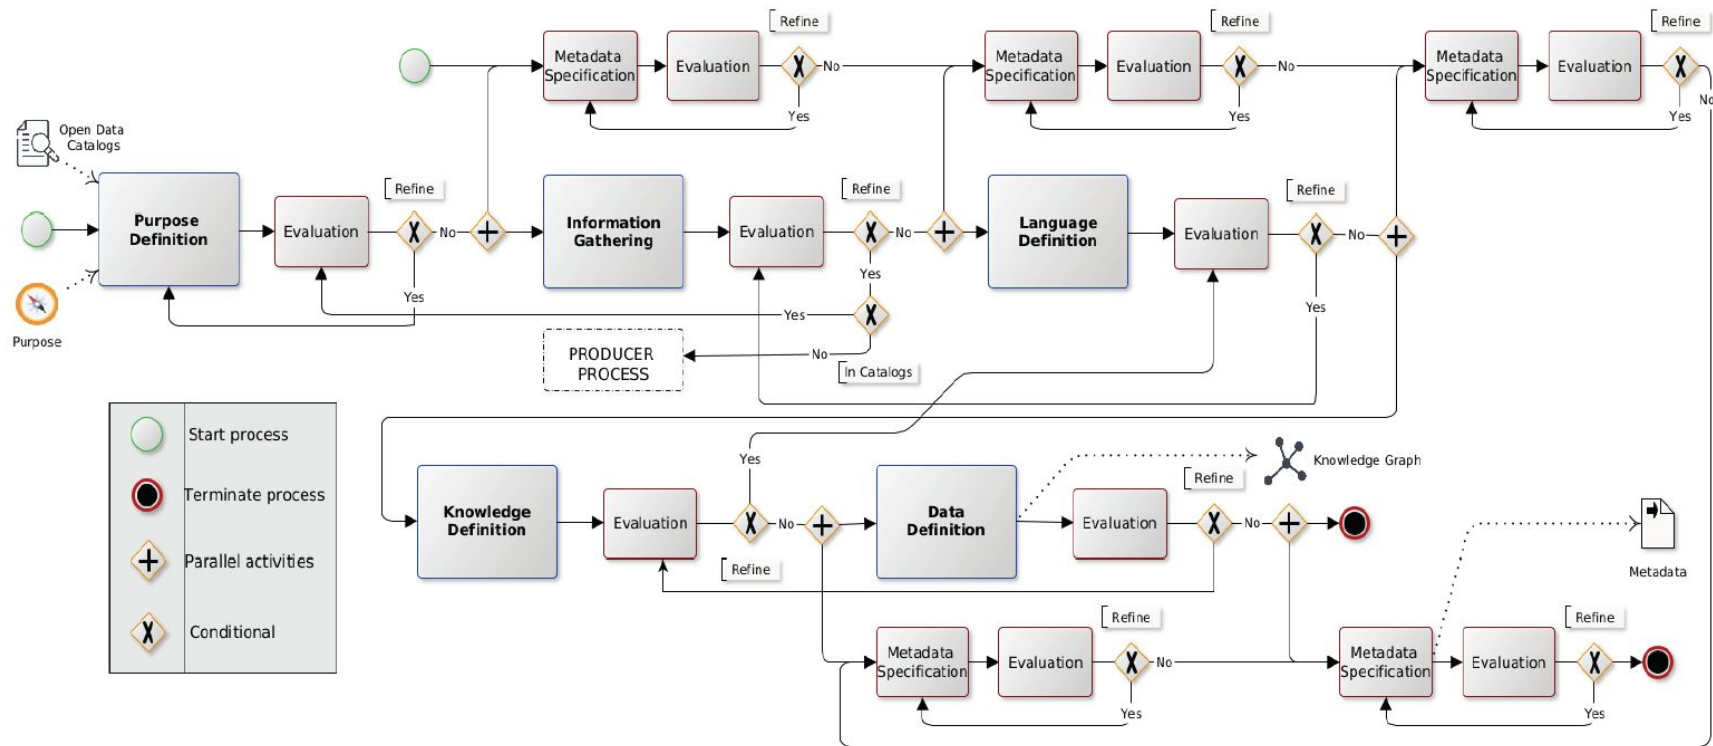 Refine
Refine
Refine
Metadata
Specification
Evaluation
No
Metadata
Specification
Evaluation
No
Metadata
Specification
Evaluation
No
Yes
Yes
Yes
Open Data
Catalogs
Refine
Refine
Refine
Purpose
Definition
Evaluation
No
Information
Gathering
Evaluation
No
Language
Definition
Evaluation
No
Yes
Yes
Yes
Yes
Purpose
PRODUCER
PROCESS
No
In Catalogs
Start process
Terminate process
Parallel activities
Conditional
Yes
Knowledge Graph
Refine
Knowledge
Definition
Evaluation
No
Data
Definition
Evaluation
No
Refine
Metadata
Refine
Refine
Metadata
Specification
Evaluation
No
Metadata
Specification
Evaluation
Yes
Yes